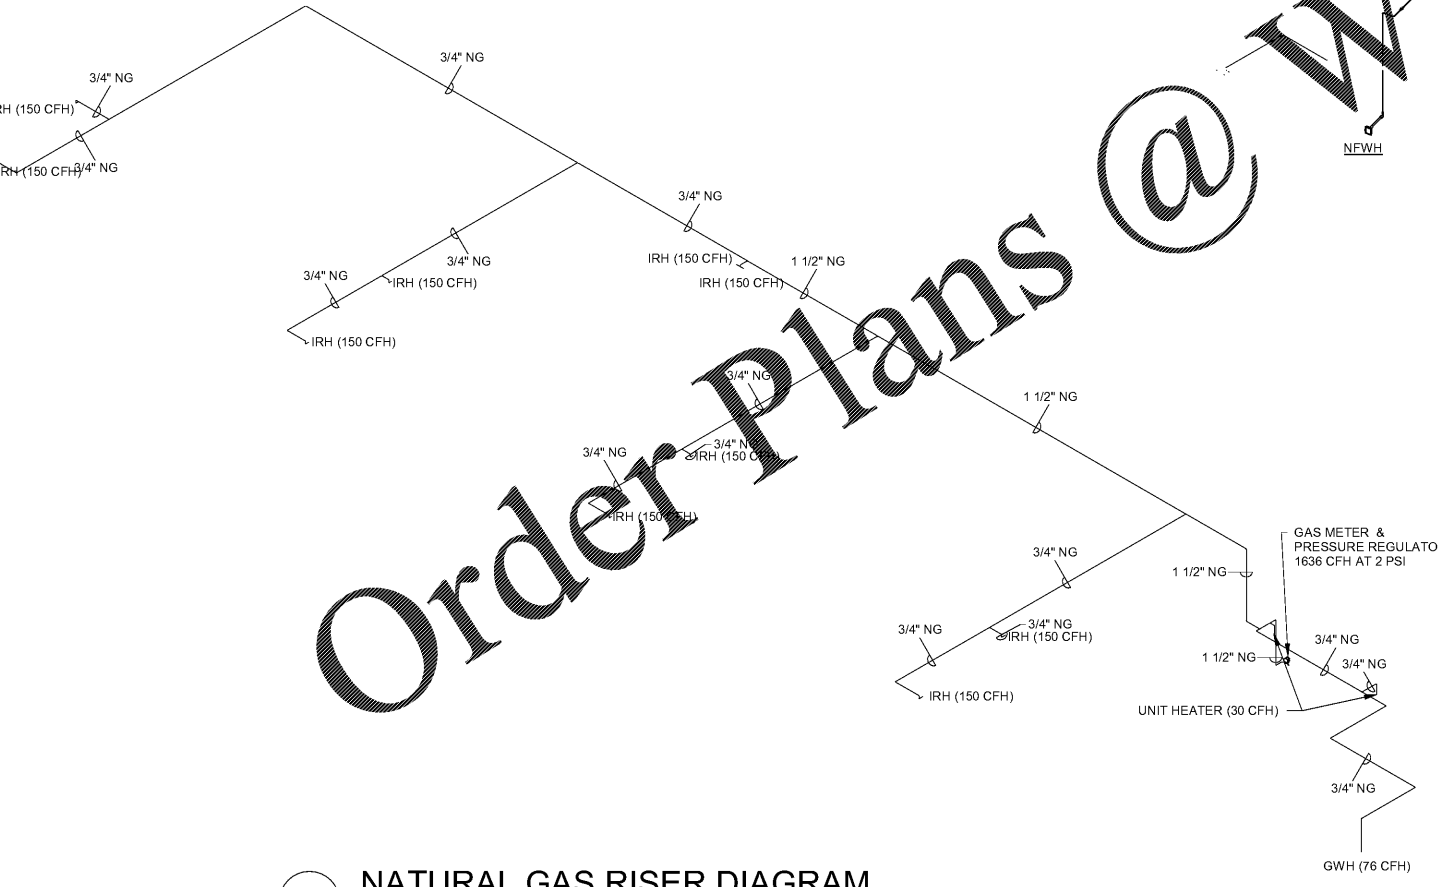 3/4" NG
3/4" NG
RH (150 CFH)
NFWH
RH (150 CFH)
3/4" NG
3/4" NG
IRH (150 CFH)
1 1/2" NG
3/4" NG
3/4" NG
IRH (150 CFH)
IRH (150 CFH)
IRH (150 CFH)
3/4" NG
1 1/2" NG
3/4" NG
3/4" NG
IRH (150 CFH)
IRH (150 CFH)
Order Plans @ W
GAS METER &
PRESSURE REGULATO
1636 CFH AT 2 PSI
3/4" NG
1 1/2" NG
3/4" NG
3/4" NG
IRH (150 CFH)
3/4" NG
1 1/2" NG
3/4" NG
IRH (150 CFH)
UNIT HEATER (30 CFH)
3/4" NG
GWH (76 CFH)
NATURAL GAS RISER DIAGRAM